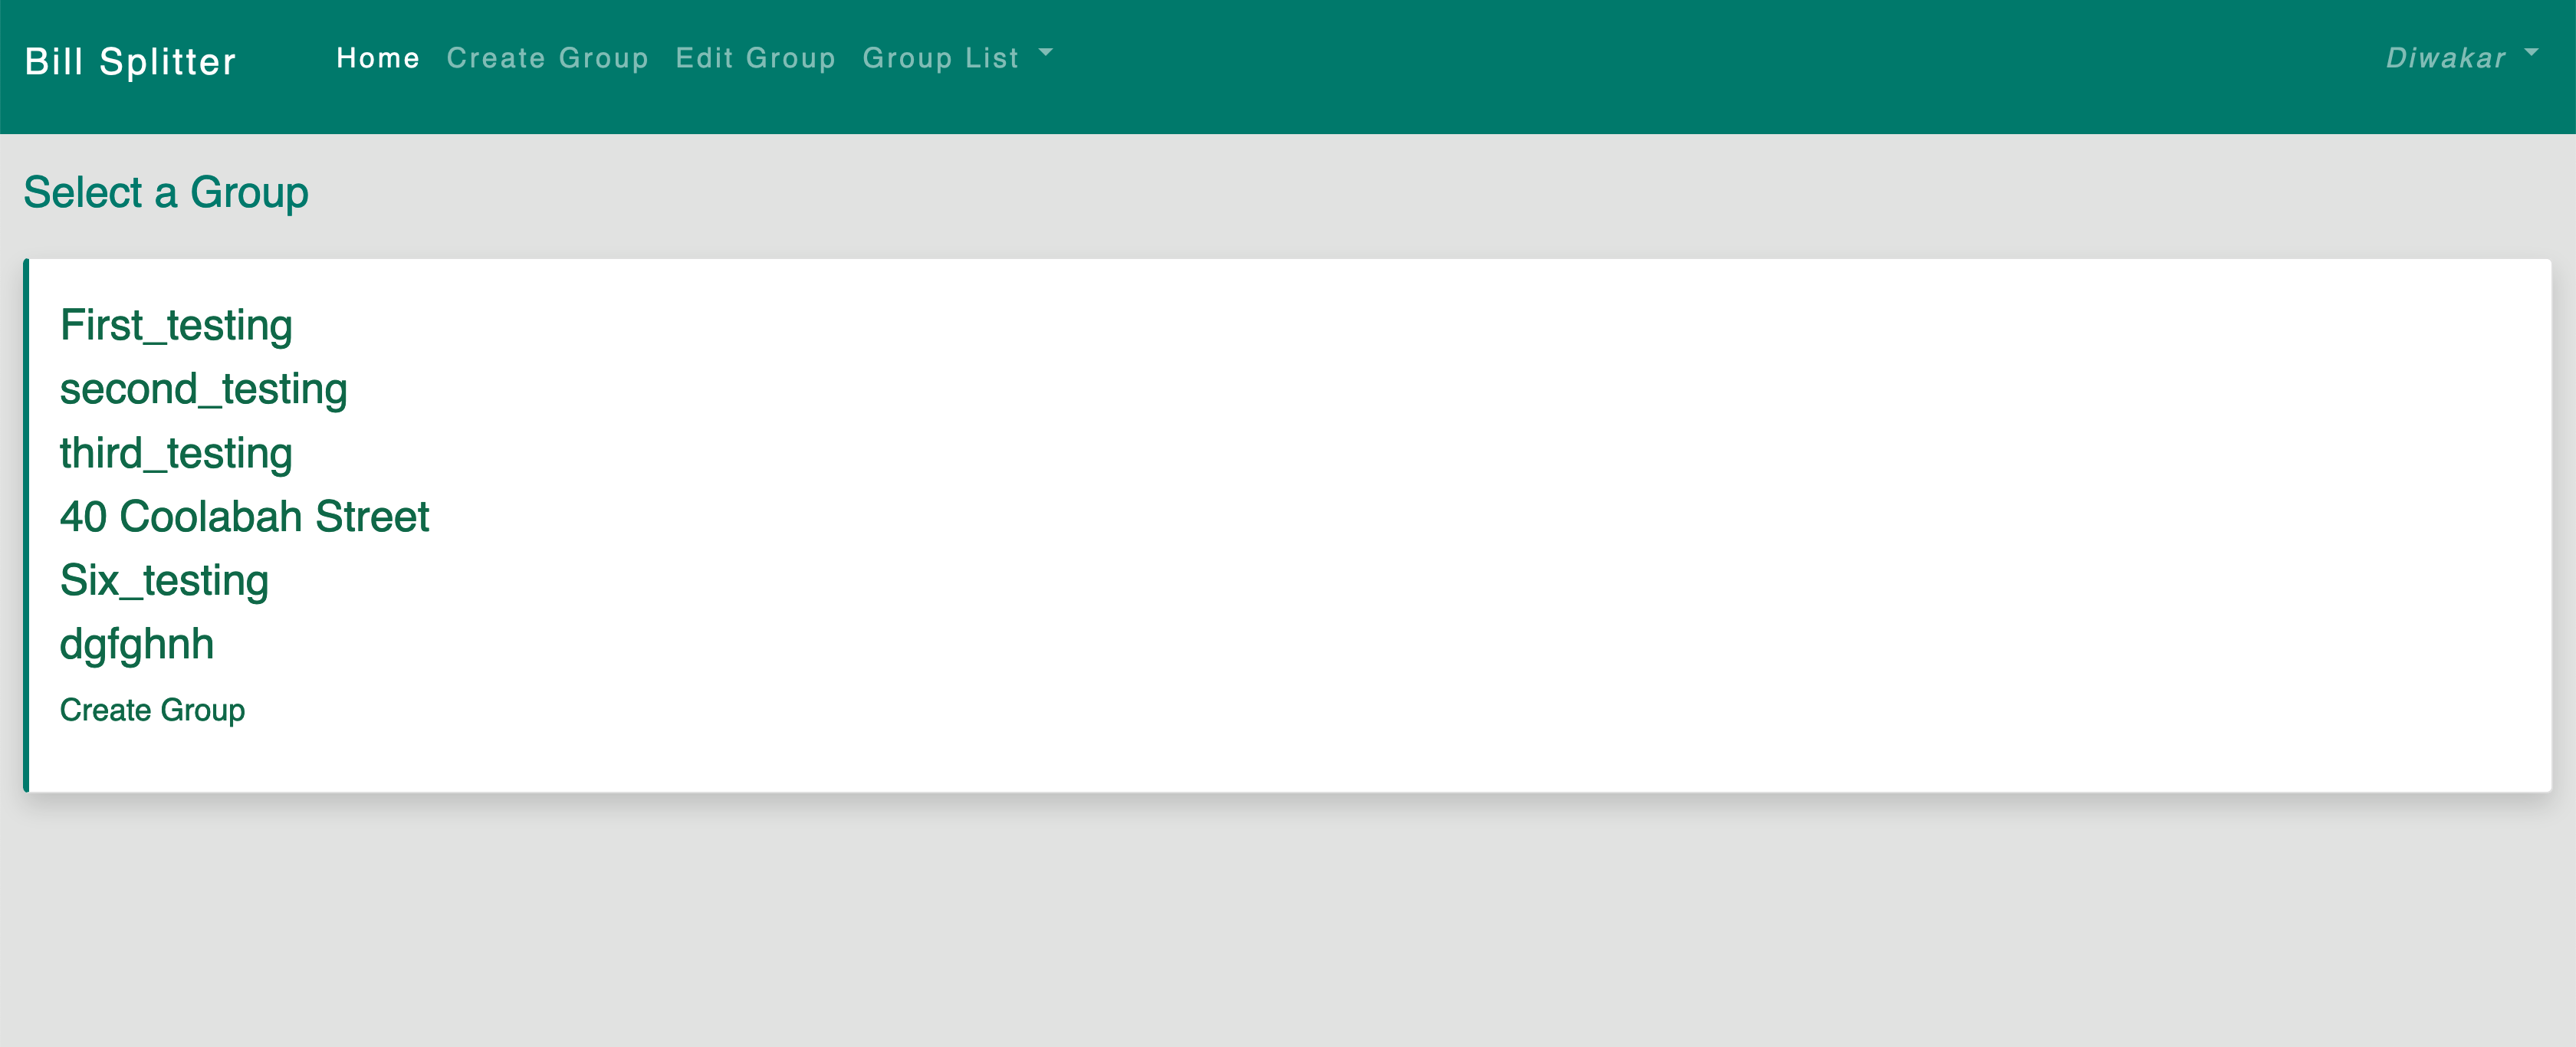 Bill Splitter Home Create Group Edit Group Group List Diwakar
Select a Group
First_testing
second_testing
third_testing
40 Coolabah Street
Six_testing
dgfghnh
Create Group